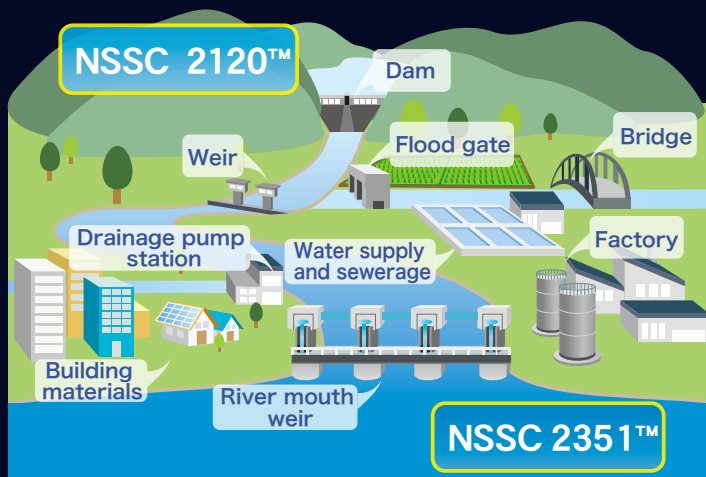 NSSC 2120™
Dam
Weir
Flood gate
Bridge
Drainage pump
station
Water supply
and sewerage
Factory
Building
materials
River mouth
weir
NSSC 2351™